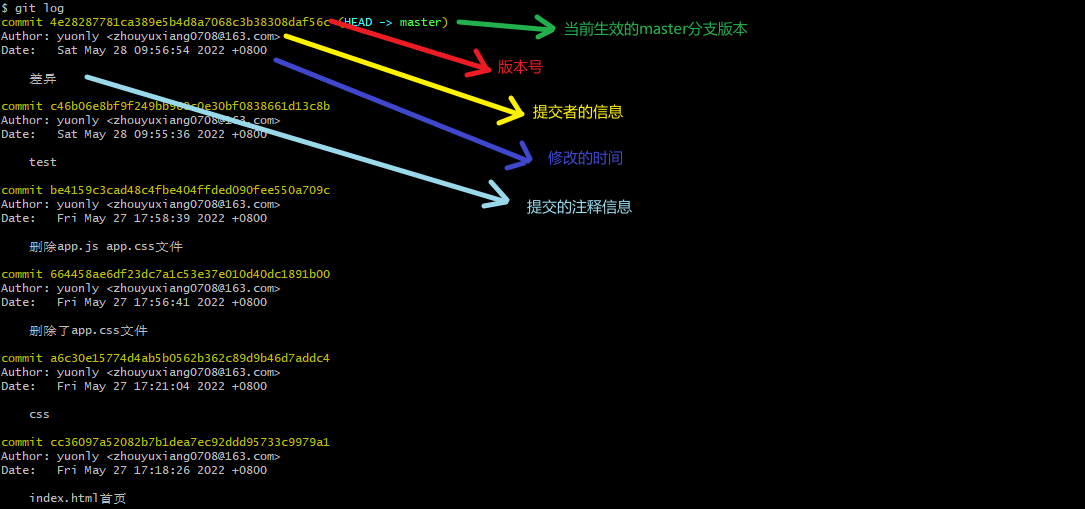 $ git log
commit 4e28287781ca389e5b4d8a7068c3b38308daf56c (HEAD -> master)
当前生效的master分支版本
Author: yuonly <zhouyuxiang0708@163.com>
Date:   Sat May 28 09:56:54 2022 +0800
版本号
差异
commit c46b06e8bf9f249bb908c0e30bf0838661d13c8b
提交者的信息
Author: yuonly <zhouyuxiang0708@163.com>
Date:   Sat May 28 09:55:36 2022 +0800
修改的时间
test
commit be4159c3cad48c4fbe404ffded090fee550a709c
Author: yuonly <zhouyuxiang0708@163.com>
提交的注释信息
Date:   Fri May 27 17:58:39 2022 +0800
删除app.js app.css文件
commit 664458ae6df23dc7a1c53e37e010d40dc1891b00
Author: yuonly <zhouyuxiang0708@163.com>
Date:   Fri May 27 17:56:41 2022 +0800
删除了app.css文件
commit a6c30e15774d4ab5b0562b362c89d9b46d7addc4
Author: yuonly <zhouyuxiang0708@163.com>
Date:   Fri May 27 17:21:04 2022 +0800
css
commit cc36097a52082b7b1dea7ec92ddd95733c9979a1
Author: yuonly <zhouyuxiang0708@163.com>
Date:   Fri May 27 17:18:26 2022 +0800
index.html首页